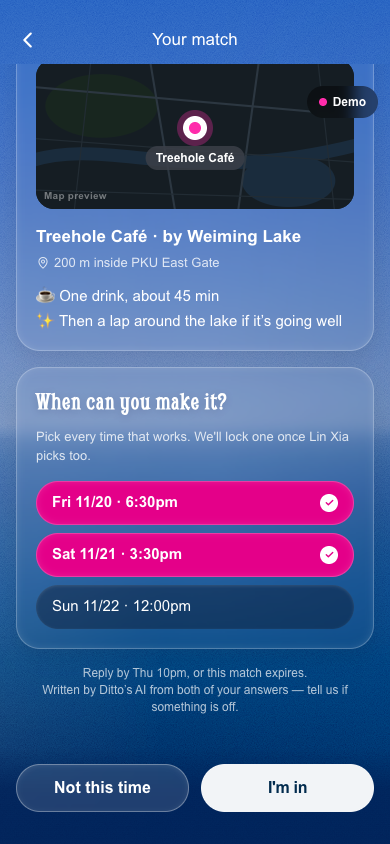 Your match
Demo
Treehole Café
Map preview
Treehole Café · by Weiming Lake
200 m inside PKU East Gate
☕ One drink, about 45 min
✨ Then a lap around the lake if it's going well
When can you make it?
Pick every time that works. We'll lock one once Lin Xia
picks too.
Fri 11/20 · 6:30pm
Sat 11/21 · 3:30pm
Sun 11/22 · 12:00pm
Reply by Thu 10pm, or this match expires.
Written by Ditto's AI from both of your answers — tell us if
something is off.
Not this time
I'm in